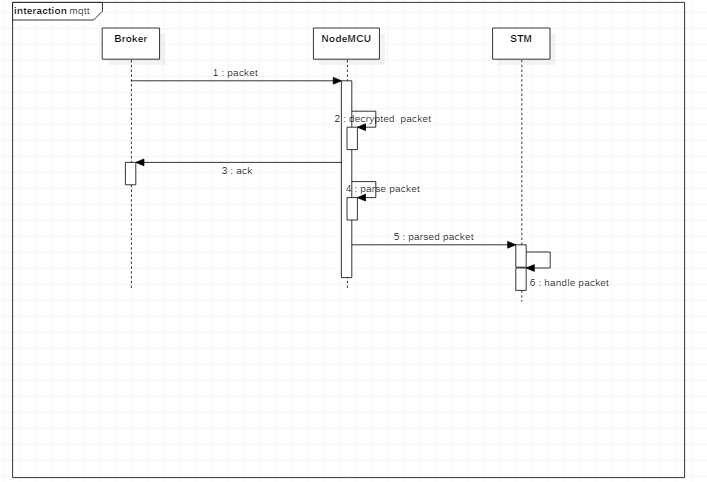 interaction mqtt
Broker
NodeMCU
STM
1 : packet
2 : decrypted packet
3 : ack
4 : parse packet
5 : parsed packet
6 : handle packet